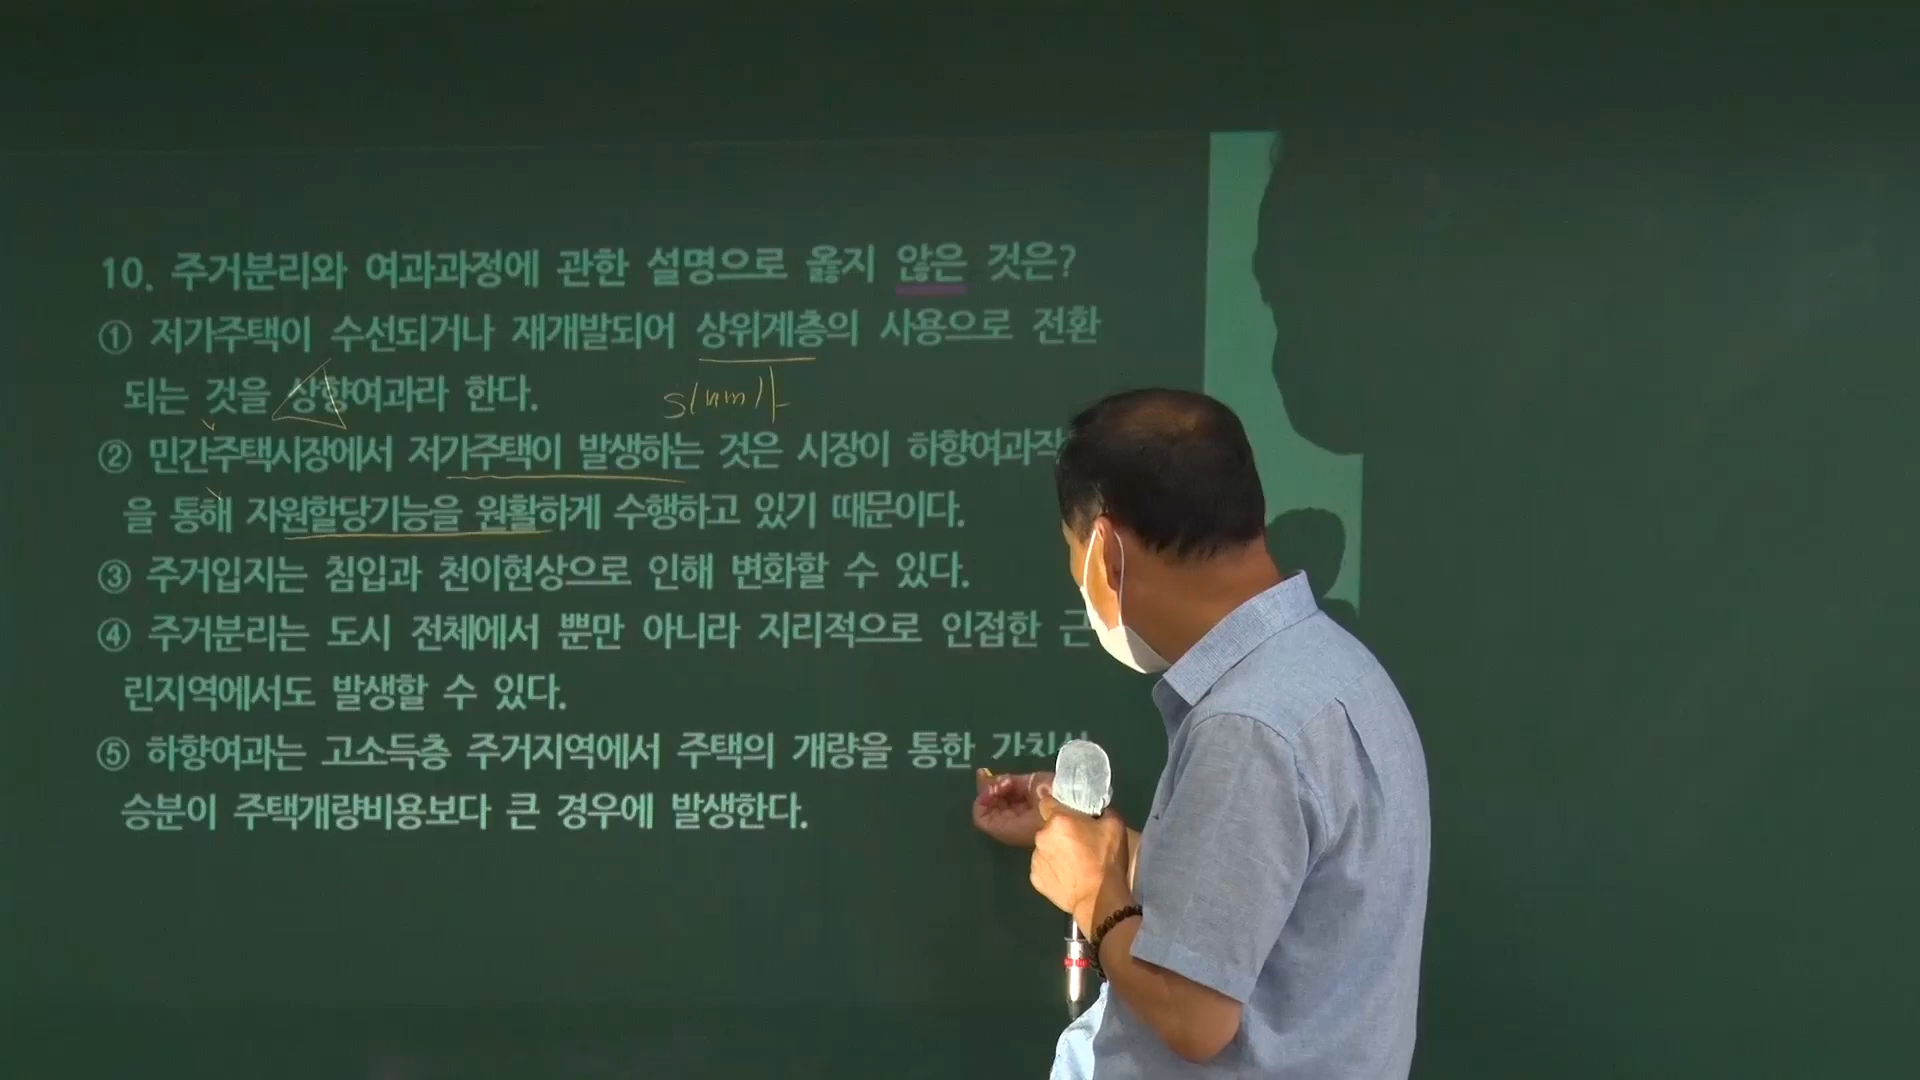 10. 주거분리와 여과과정에 관한 설명으로 옳지 않은 것은?
① 저가주택이 수선되거나 재개발되어 상위계층의 사용으로 전환
되는 것을 상향여과라 한다.
slum
② 민간주택시장에서 저가주택이 발생하는 것은 시장이 하향여과작
을 통해 자원할당기능을 원활하게 수행하고 있기 때문이다.
③ 주거입지는 침입과 천이현상으로 인해 변화할 수 있다.
④ 주거분리는 도시 전체에서 뿐만 아니라 지리적으로 인접한 근
린지역에서도 발생할 수 있다.
⑤ 하향여과는 고소득층 주거지역에서 주택의 개량을 통한
승분이 주택개량비용보다 큰 경우에 발생한다.